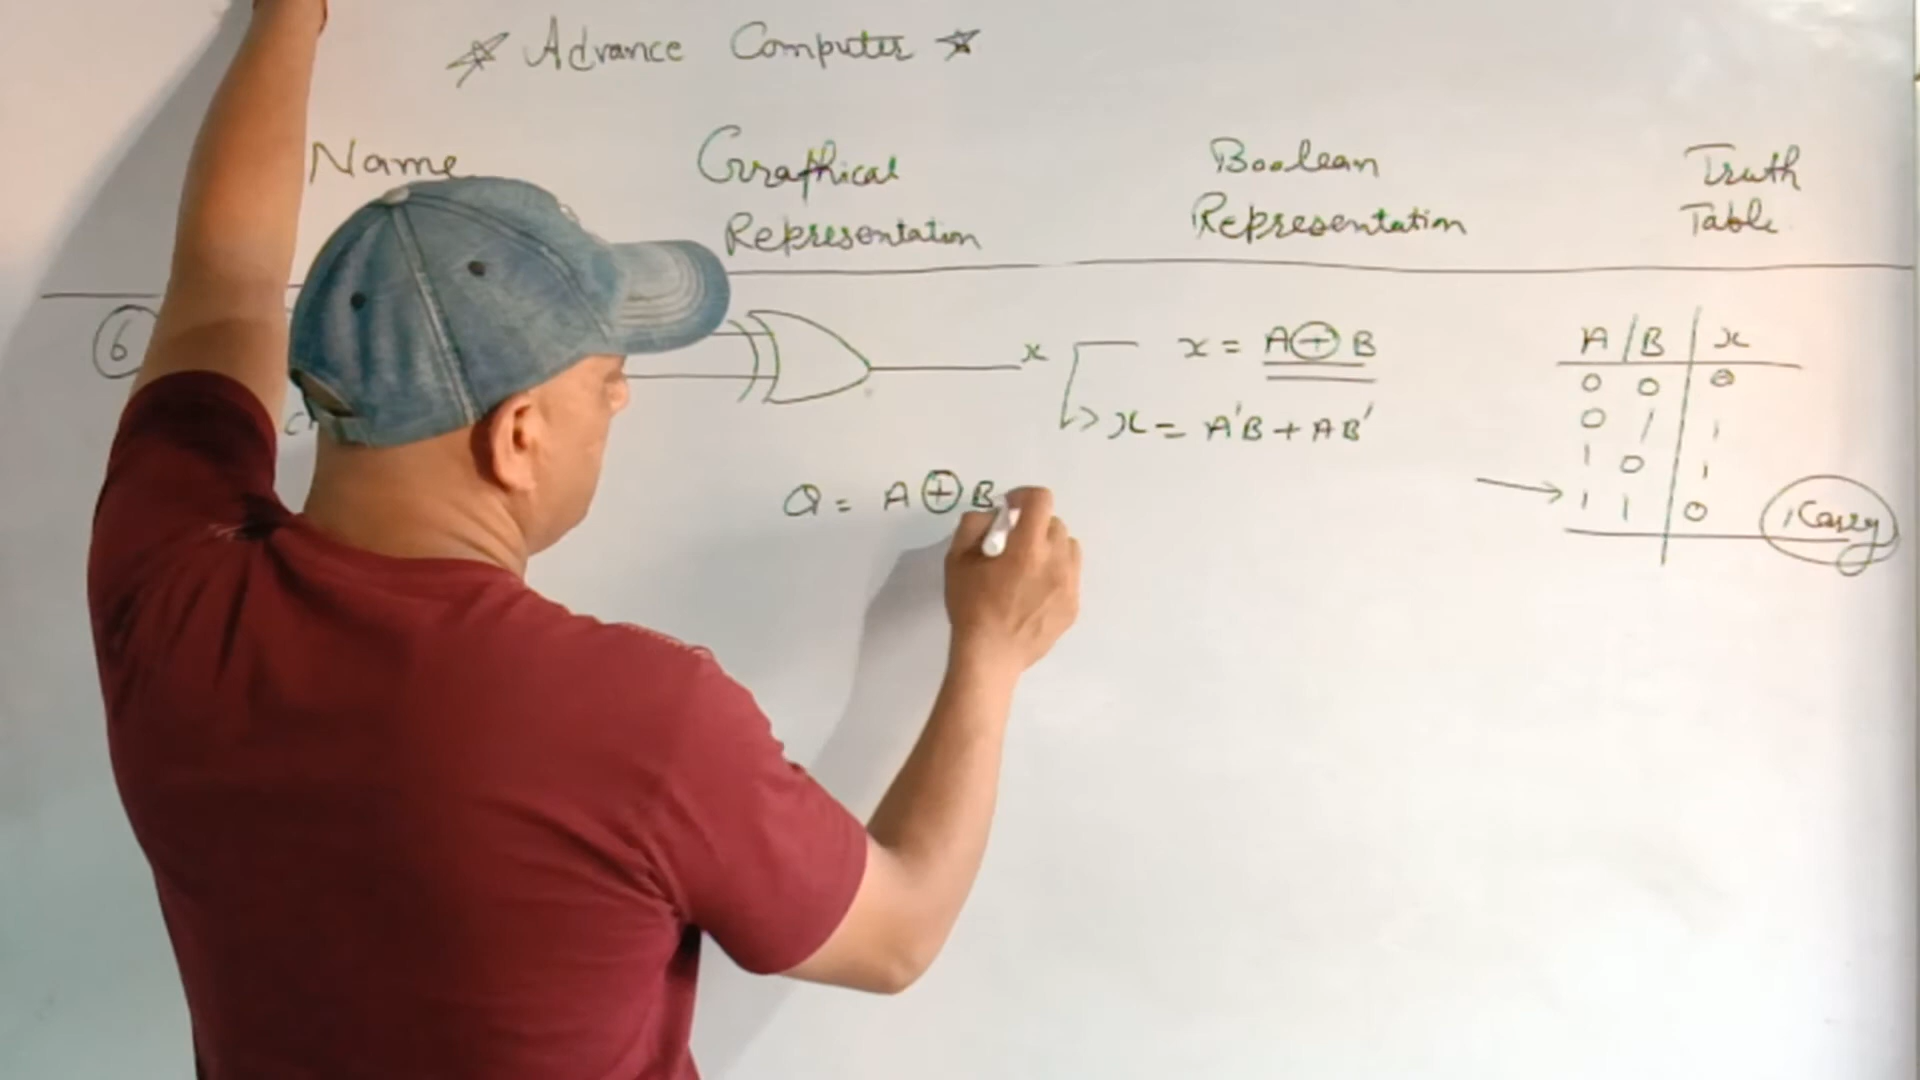 ☆ Advance Computer ☆
Name Graphical Representation Boolean Representation Truth Table
6
x
x = A ⊕ B
x = A'B + AB'
Q = A ⊕ B
A B x
0 0 0
0 1 1
1 0 1
1 1 0 1 Carry